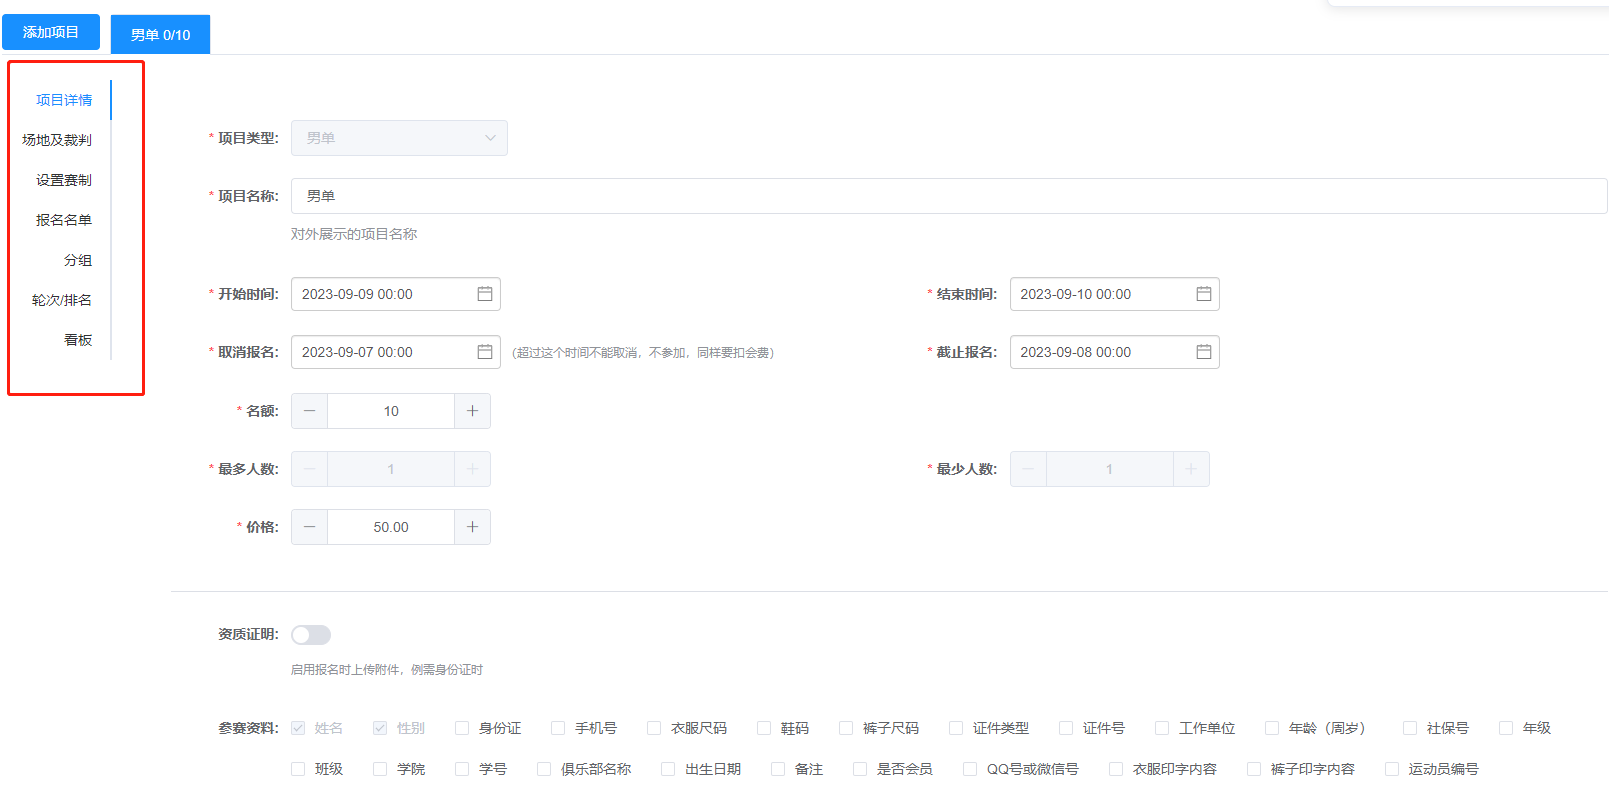 添加项目
男单 0/10
项目详情
场地及裁判
设置赛制
报名名单
分组
轮次/排名
看板
* 项目类型: 男单
* 项目名称: 男单
对外展示的项目名称
* 开始时间: 2023-09-09 00:00
* 结束时间: 2023-09-10 00:00
* 取消报名: 2023-09-07 00:00 (超过这个时间不能取消，不参加，同样要扣会费)
* 截止报名: 2023-09-08 00:00
* 名额: 10
* 最多人数: 1
* 最少人数: 1
* 价格: 50.00
资质证明:
启用报名时上传附件，例需身份证时
参赛资料: 姓名 性别 身份证 手机号 衣服尺码 鞋码 裤子尺码 证件类型 证件号 工作单位 年龄（周岁） 社保号 年级
班级 学院 学号 俱乐部名称 出生日期 备注 是否会员 QQ号或微信号 衣服印字内容 裤子印字内容 运动员编号